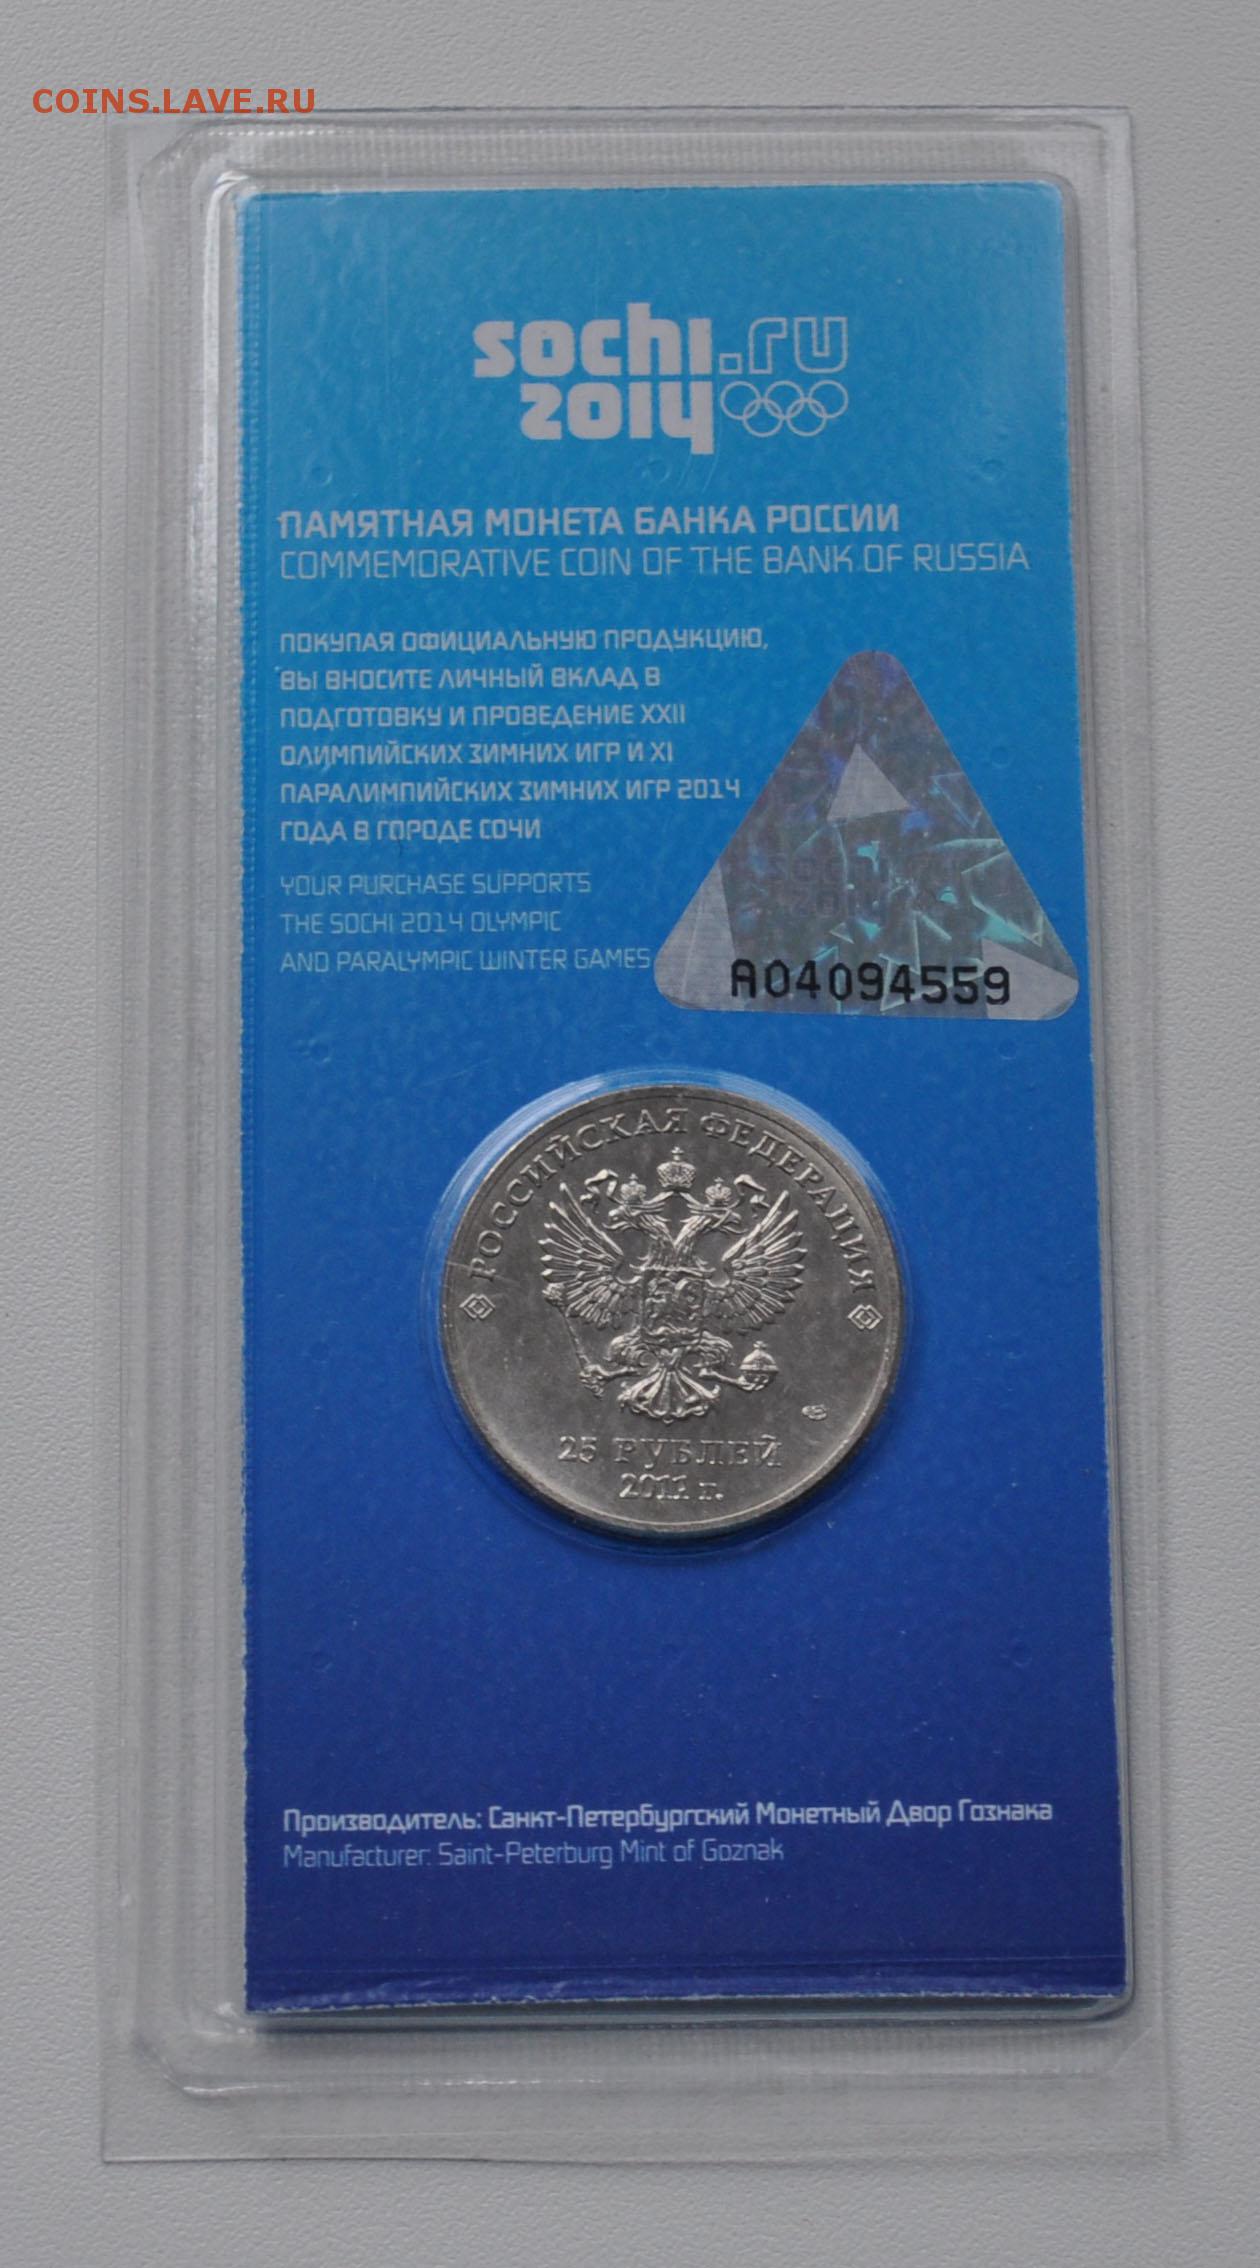 COINS.LAVE.RU
sochi.ru
2014
ПАМЯТНАЯ МОНЕТА БАНКА РОССИИ
COMMEMORATIVE COIN OF THE BANK OF RUSSIA
ПОКУПАЯ ОФИЦИАЛЬНУЮ ПРОДУКЦИЮ,
ВЫ ВНОСИТЕ ЛИЧНЫЙ ВКЛАД В
ПОДГОТОВКУ И ПРОВЕДЕНИЕ XXII
ОЛИМПИЙСКИХ ЗИМНИХ ИГР И XI
ПАРАЛИМПИЙСКИХ ЗИМНИХ ИГР 2014
ГОДА В ГОРОДЕ СОЧИ
YOUR PURCHASE SUPPORTS
THE SOCHI 2014 OLYMPIC
AND PARALYMPIC WINTER GAMES
sochi.ru
2014
A04094559
РОССИЙСКАЯ ФЕДЕРАЦИЯ
25 РУБЛЕЙ
2011 г.
Производитель: Санкт-Петербургский Монетный Двор Гознака
Manufacturer: Saint-Peterburg Mint of Goznak